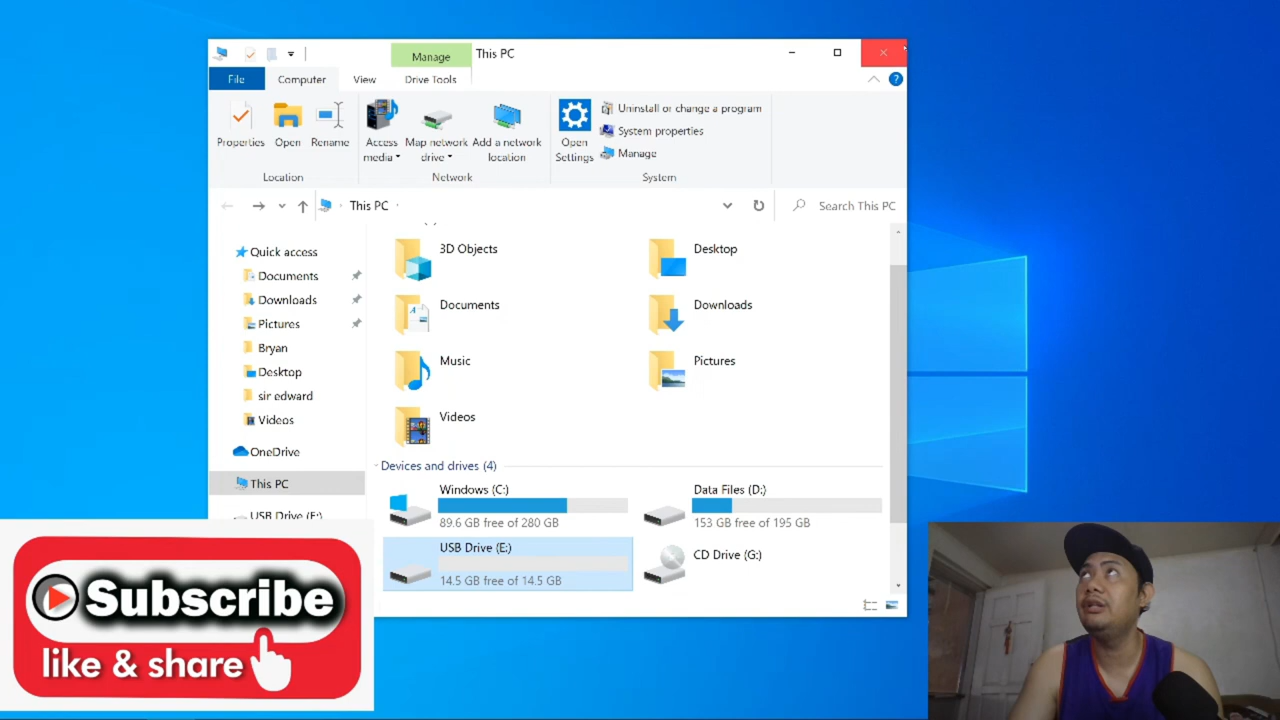 Manage
This PC
File
Computer
View
Drive Tools
Properties
Open
Rename
Access media
Map network drive
Add a network location
Open Settings
Uninstall or change a program
System properties
Manage
Location
Network
System
This PC
Search This PC
Quick access
Documents
Downloads
Pictures
Bryan
Desktop
sir edward
Videos
OneDrive
This PC
USB Drive (E:)
3D Objects
Desktop
Documents
Downloads
Music
Pictures
Videos
Devices and drives (4)
Windows (C:)
89.6 GB free of 280 GB
Data Files (D:)
153 GB free of 195 GB
USB Drive (E:)
14.5 GB free of 14.5 GB
CD Drive (G:)
Subscribe
like & share